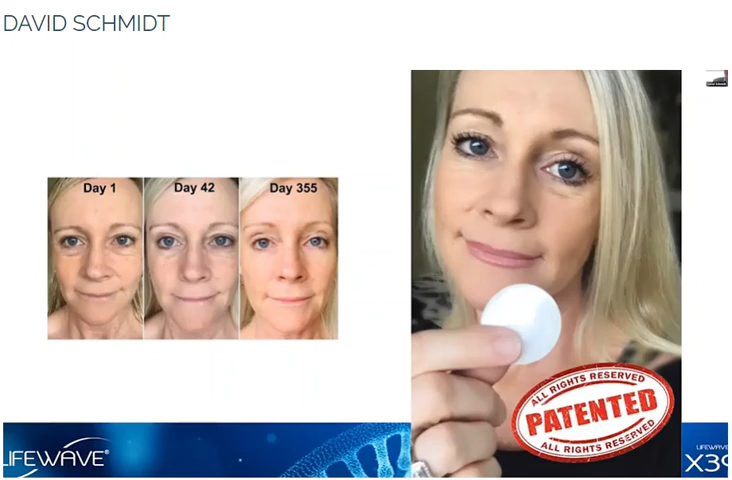 DAVID SCHMIDT
Day 1
Day 42
Day 355
ALL RIGHTS RESERVED
PATENTED
ALL RIGHTS RESERVED
LIFEWAVE®
LIFEWAVE
X39